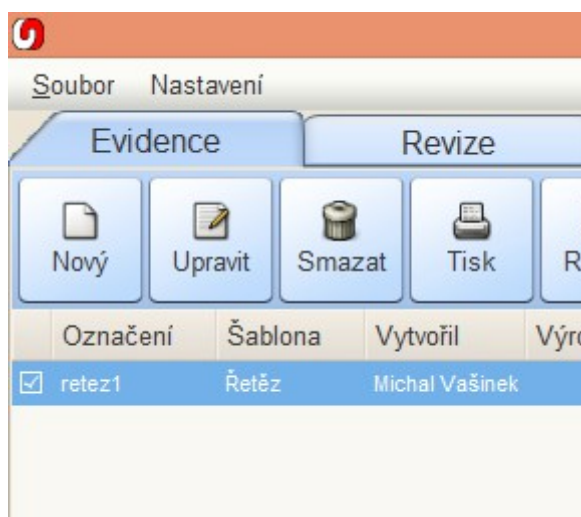 Soubor Nastavení
Evidence Revize
Nový Upravit Smazat Tisk
Označení Šablona Vytvořil
retez1 Řetěz Michal Vašinek